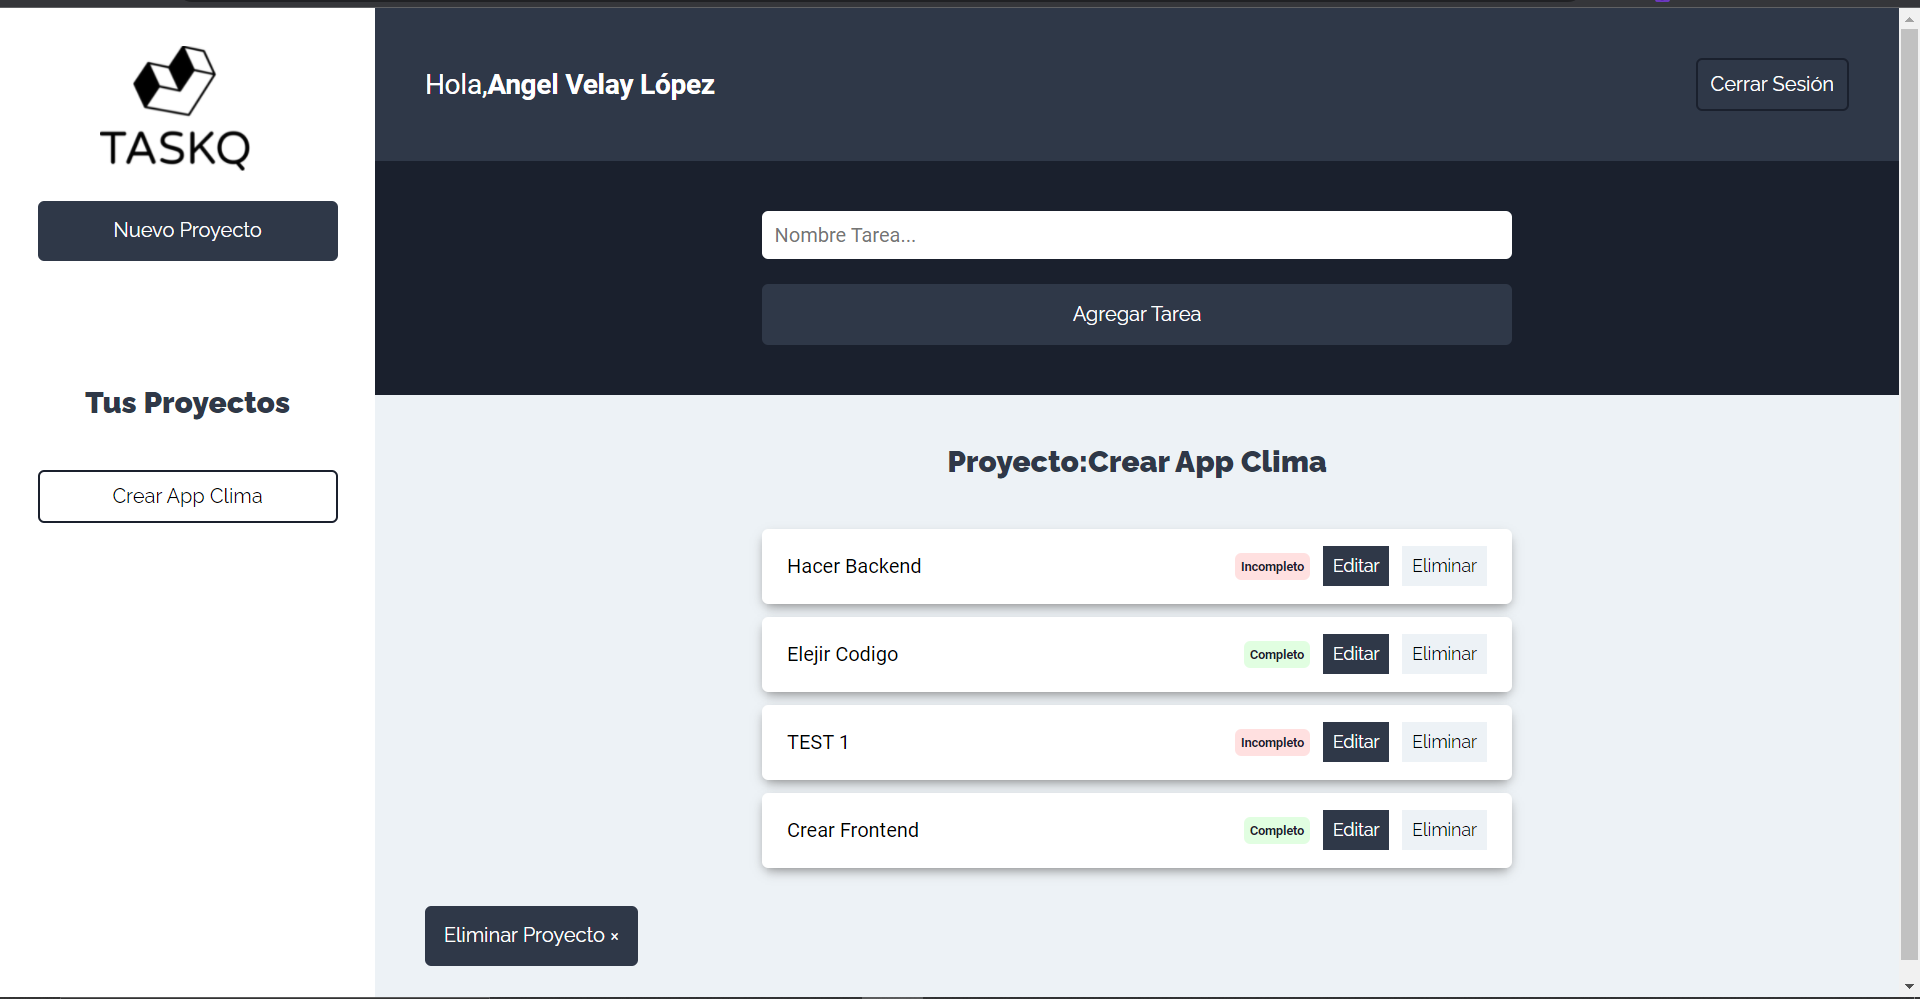 TASKQ
Nuevo Proyecto
Tus Proyectos
Crear App Clima
Hola,Angel Velay López
Cerrar Sesión
Nombre Tarea...
Agregar Tarea
Proyecto:Crear App Clima
Hacer Backend Incompleto Editar Eliminar
Elejir Codigo Completo Editar Eliminar
TEST 1 Incompleto Editar Eliminar
Crear Frontend Completo Editar Eliminar
Eliminar Proyecto ×